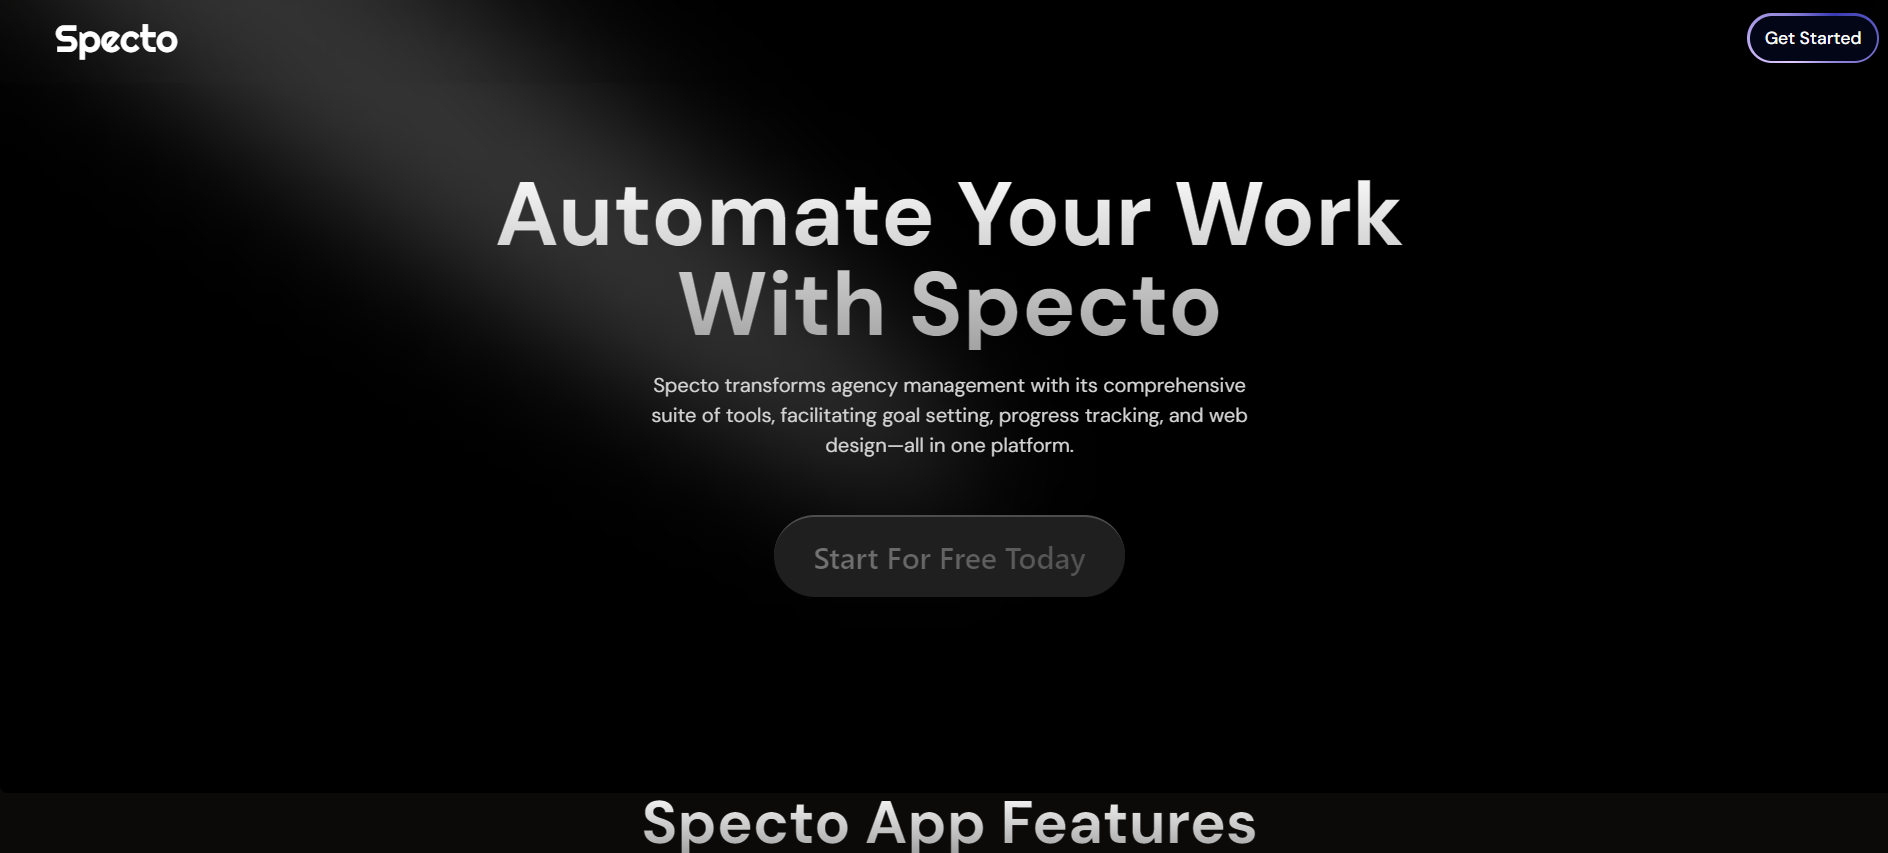 Specto
Get Started
Automate Your Work
With Specto
Specto transforms agency management with its comprehensive
suite of tools, facilitating goal setting, progress tracking, and web
design—all in one platform.
Start For Free Today
Specto App Features